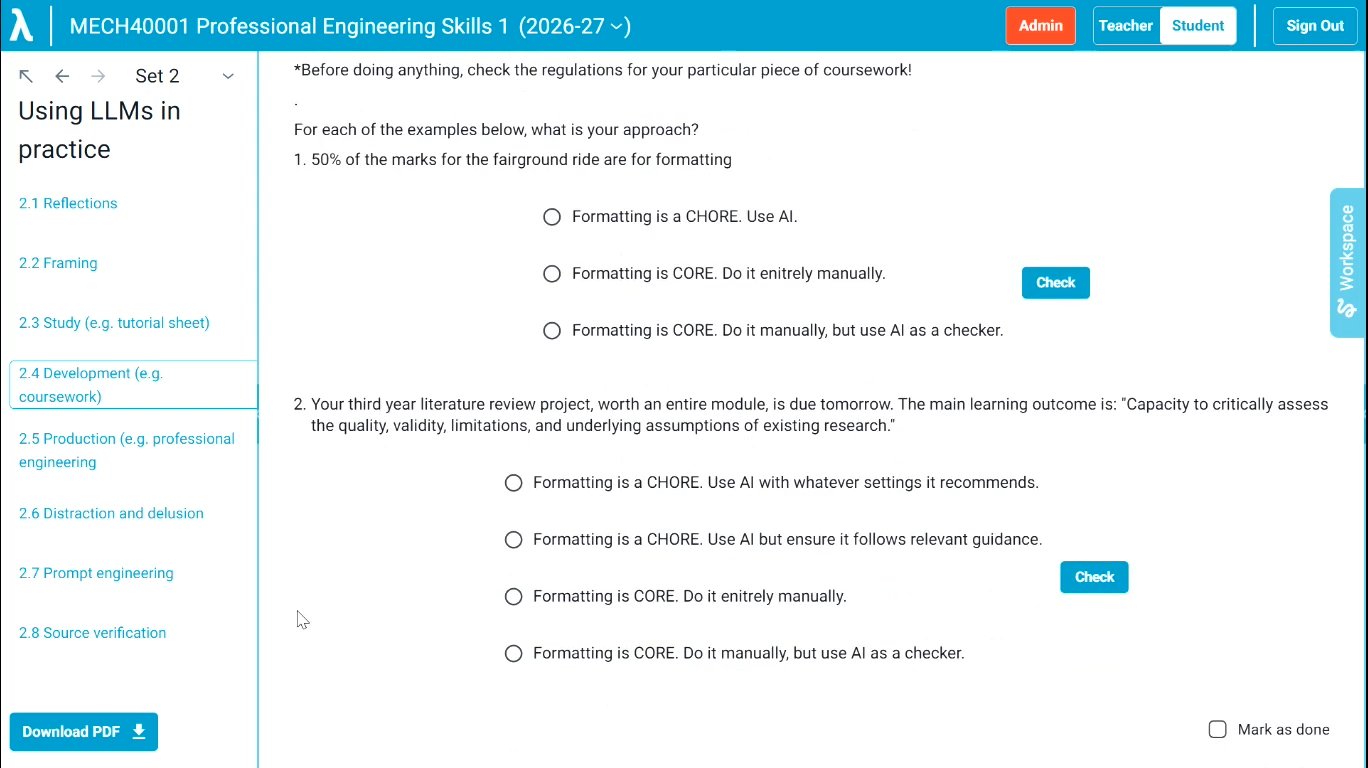 λ MECH40001 Professional Engineering Skills 1 (2026-27)
Admin
Teacher
Student
Sign Out
Set 2
Using LLMs in
practice
2.1 Reflections
2.2 Framing
2.3 Study (e.g. tutorial sheet)
2.4 Development (e.g.
coursework)
2.5 Production (e.g. professional
engineering
2.6 Distraction and delusion
2.7 Prompt engineering
2.8 Source verification
Download PDF
*Before doing anything, check the regulations for your particular piece of coursework!
.
For each of the examples below, what is your approach?
1. 50% of the marks for the fairground ride are for formatting
Formatting is a CHORE. Use AI.
Formatting is CORE. Do it enitrely manually.
Formatting is CORE. Do it manually, but use AI as a checker.
Check
2. Your third year literature review project, worth an entire module, is due tomorrow. The main learning outcome is: "Capacity to critically assess
the quality, validity, limitations, and underlying assumptions of existing research."
Formatting is a CHORE. Use AI with whatever settings it recommends.
Formatting is a CHORE. Use AI but ensure it follows relevant guidance.
Formatting is CORE. Do it enitrely manually.
Formatting is CORE. Do it manually, but use AI as a checker.
Check
Mark as done
Workspace